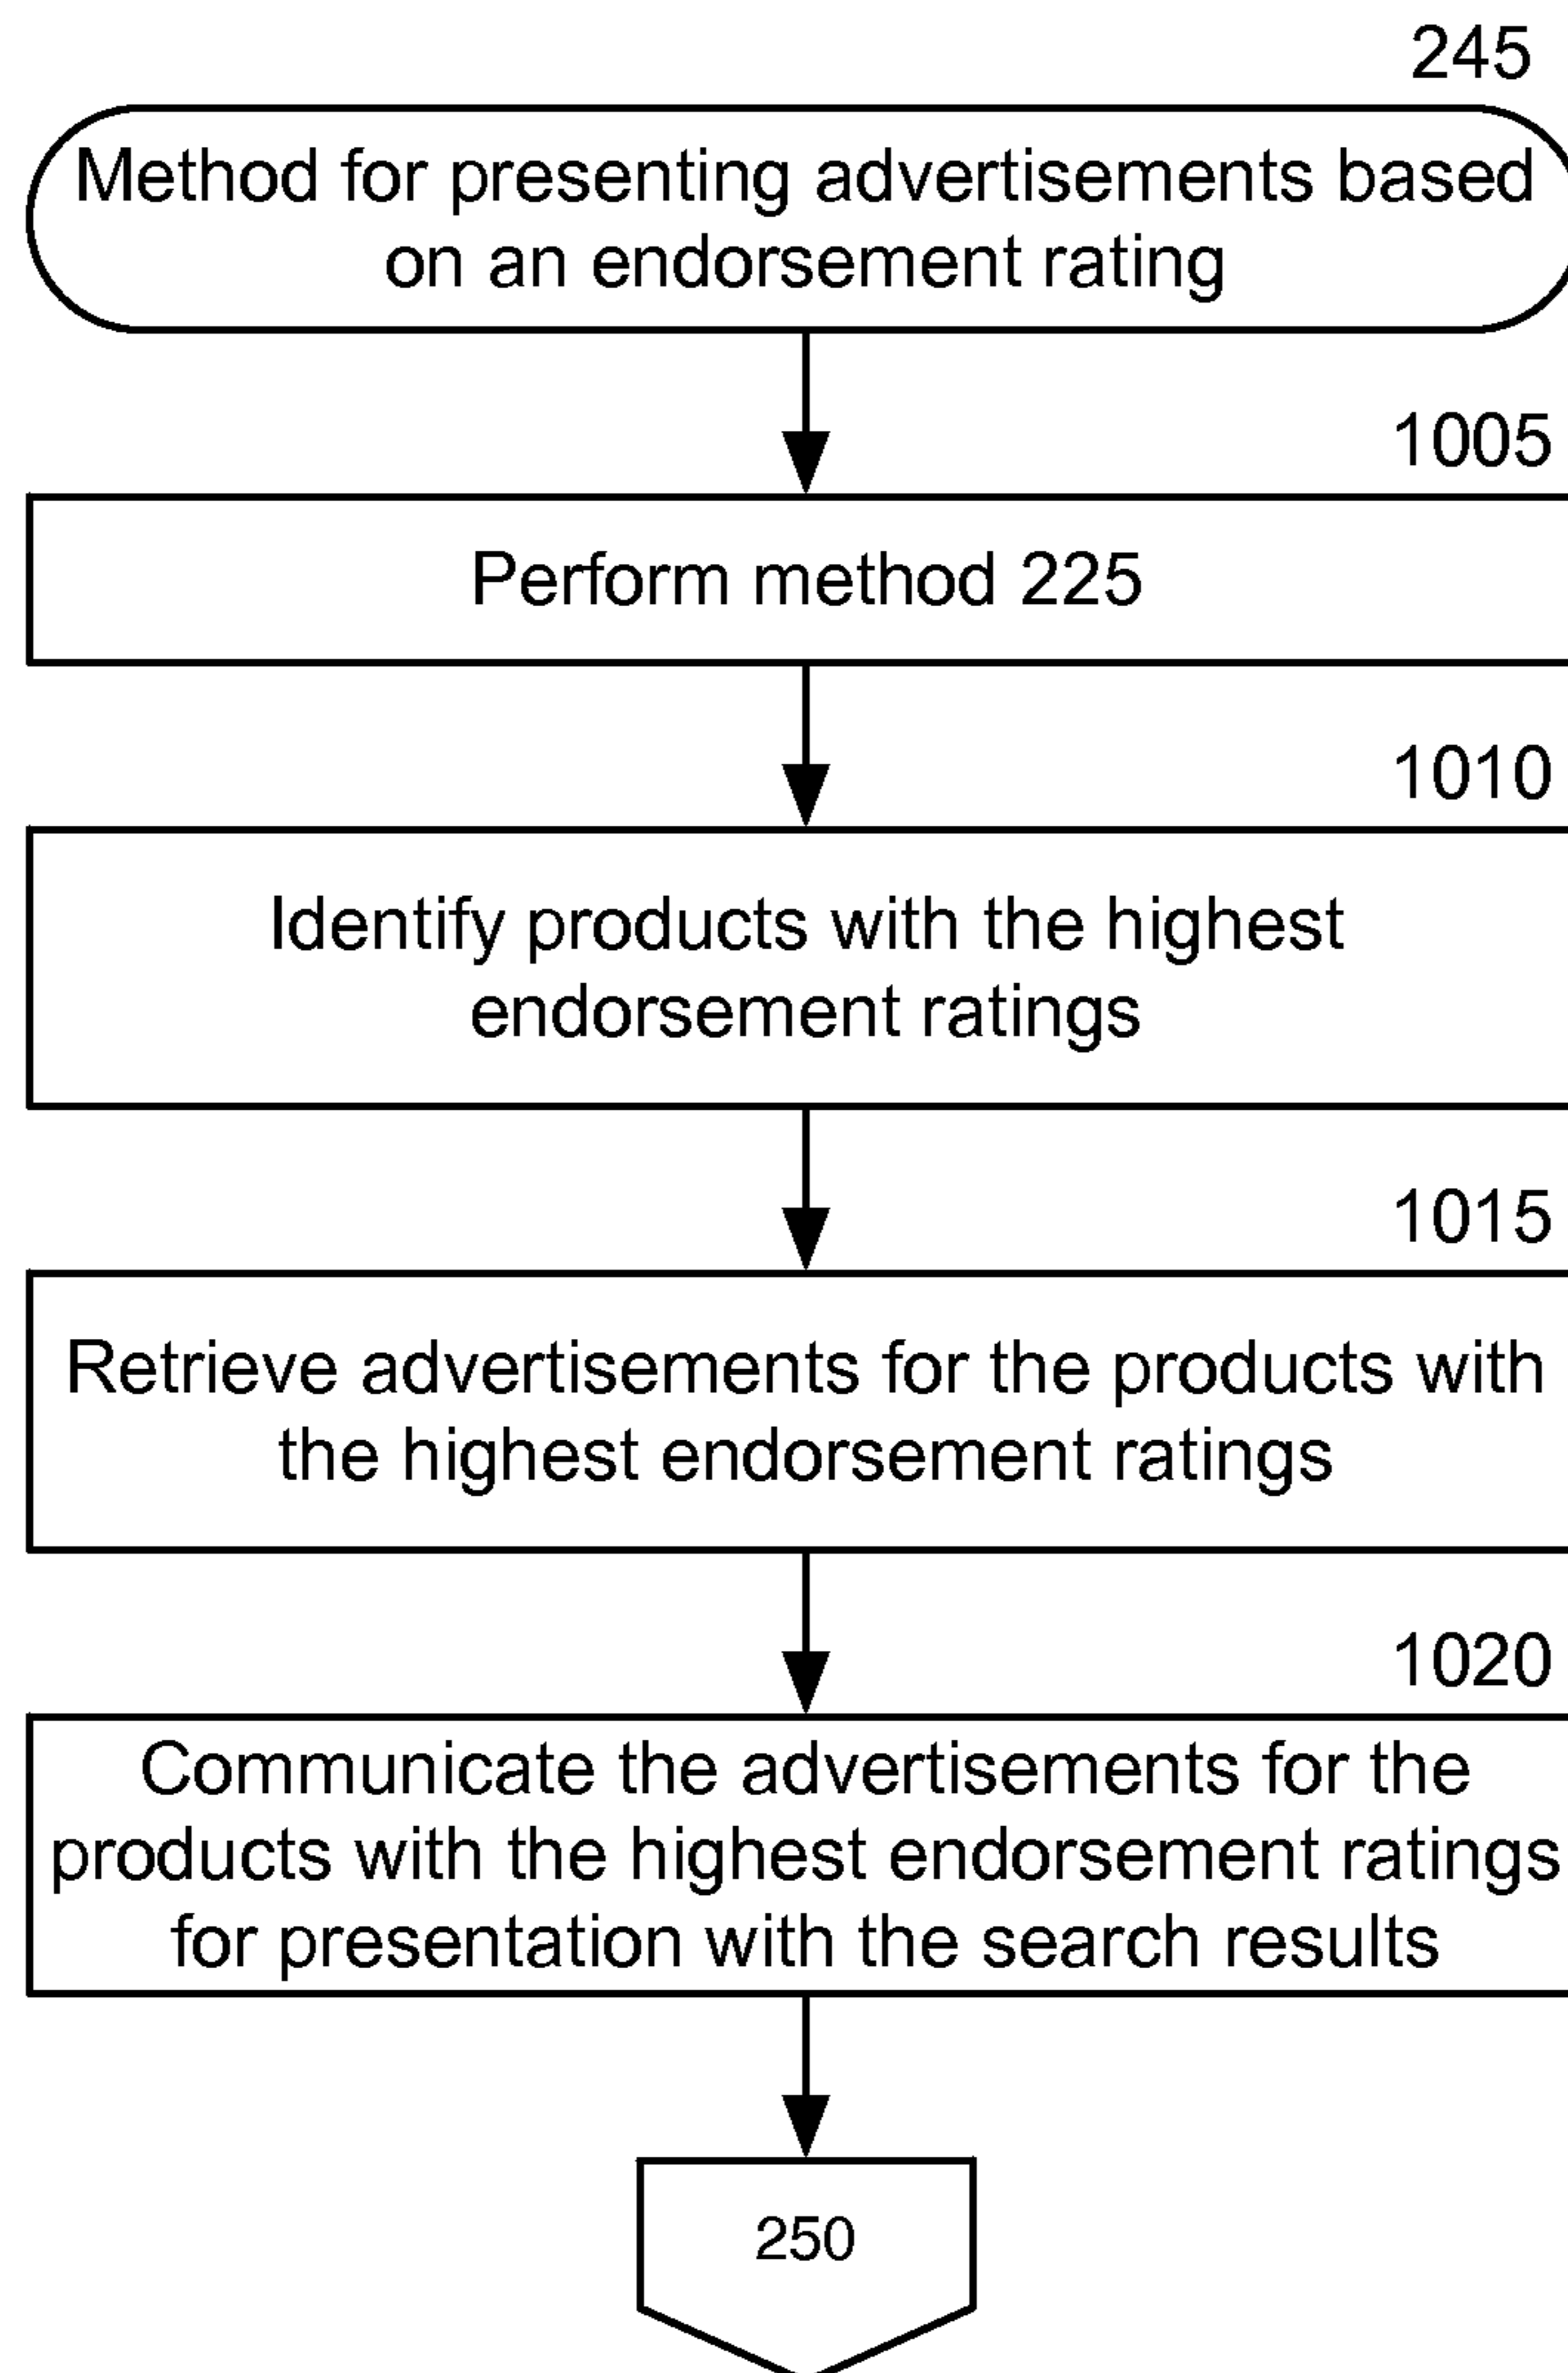 245
Method for presenting advertisements based
on an endorsement rating
1005
Perform method 225
1010
Identify products with the highest
endorsement ratings
1015
Retrieve advertisements for the products with
the highest endorsement ratings
1020
Communicate the advertisements for the
products with the highest endorsement ratings
for presentation with the search results
250